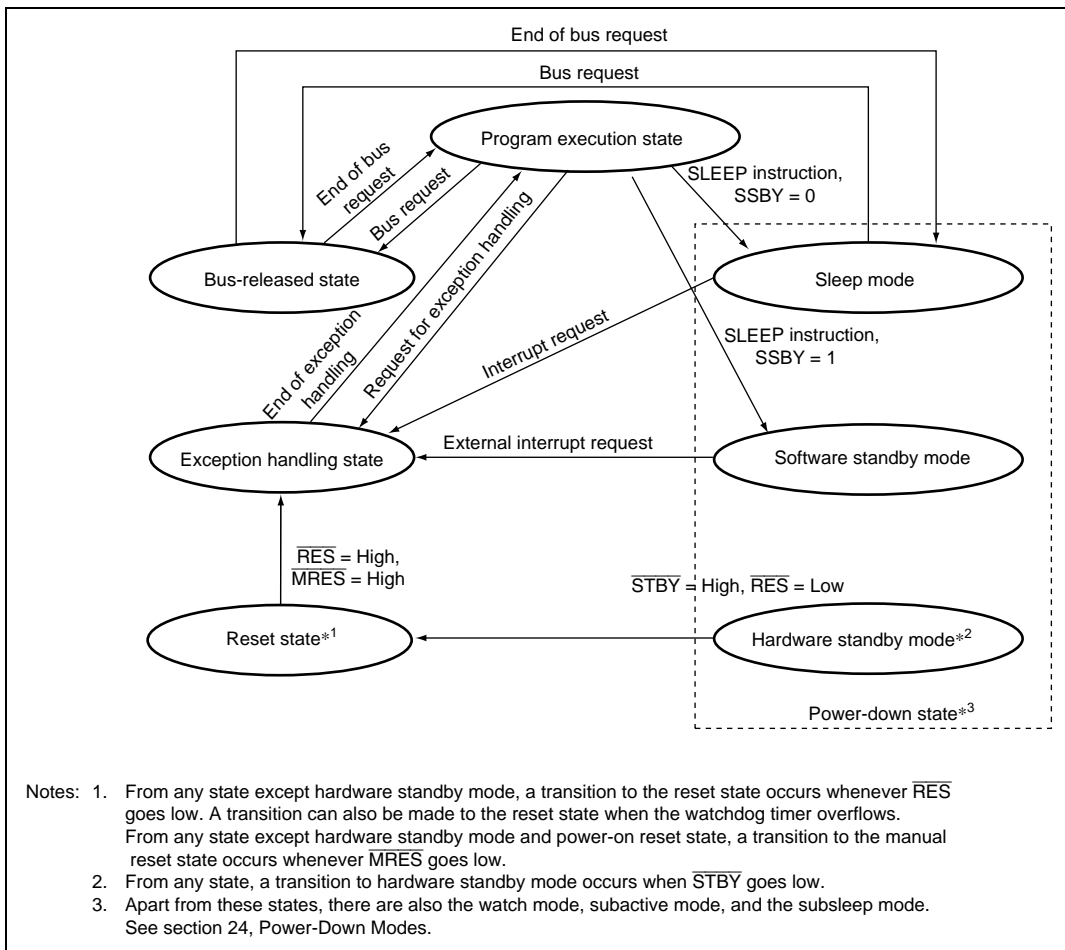 End of bus request
Bus request
Program execution state
End of bus
request
Bus request
SLEEP instruction,
SSBY = 0
Bus-released state
Sleep mode
End of exception
handling
Request for exception handling
Interrupt request
SLEEP instruction,
SSBY = 1
Exception handling state
External interrupt request
Software standby mode
R̅E̅S̅ = High,
M̅R̅E̅S̅ = High
S̅T̅B̅Y̅ = High, R̅E̅S̅ = Low
Reset state*1
Hardware standby mode*2
Power-down state*3
Notes: 1. From any state except hardware standby mode, a transition to the reset state occurs whenever R̅E̅S̅
goes low. A transition can also be made to the reset state when the watchdog timer overflows.
From any state except hardware standby mode and power-on reset state, a transition to the manual
reset state occurs whenever M̅R̅E̅S̅ goes low.
2. From any state, a transition to hardware standby mode occurs when S̅T̅B̅Y̅ goes low.
3. Apart from these states, there are also the watch mode, subactive mode, and the subsleep mode.
See section 24, Power-Down Modes.